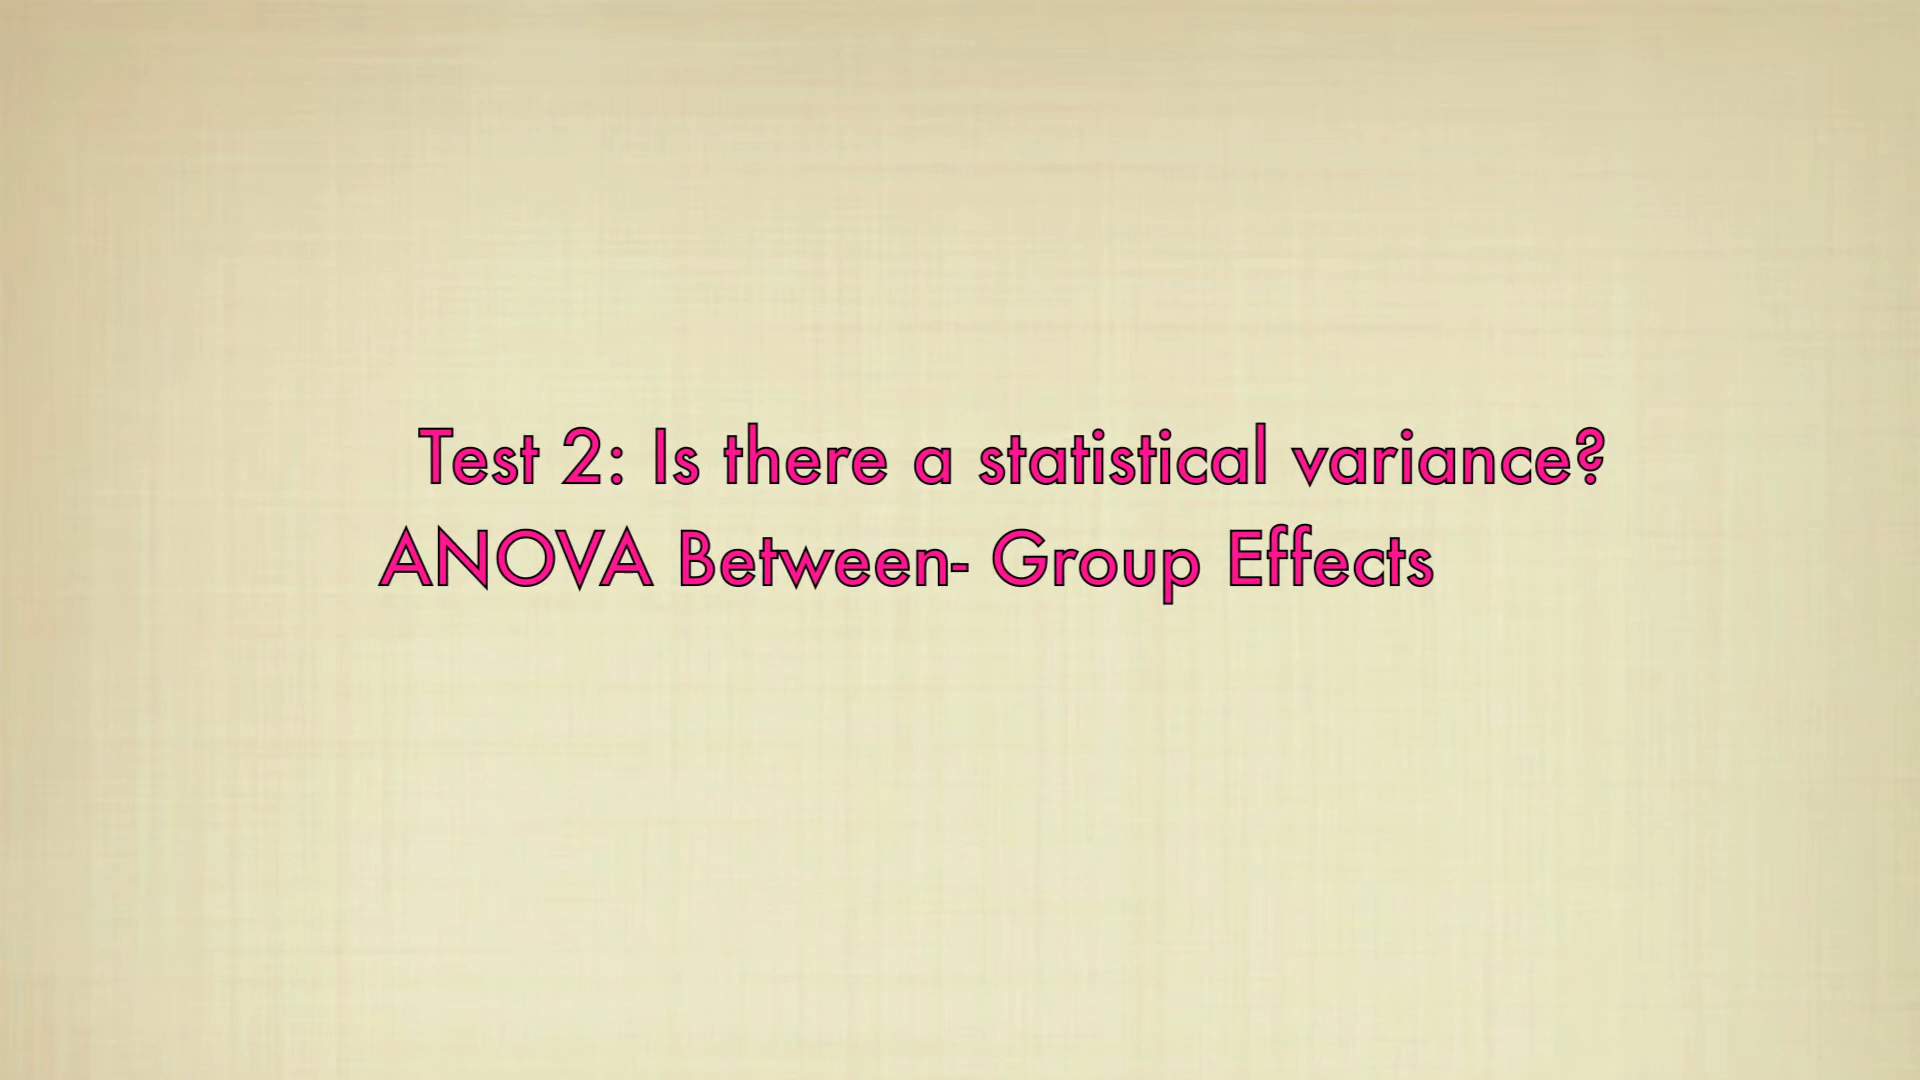 Test 2: Is there a statistical variance?
ANOVA Between- Group Effects